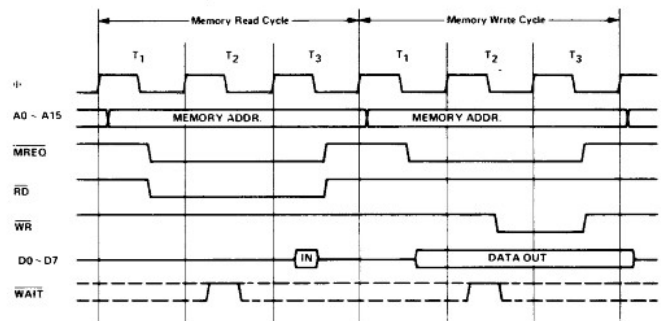 Memory Read Cycle Memory Write Cycle
T1 T2 T3 T1 T2 T3
Φ
A0 ~ A15 MEMORY ADDR. MEMORY ADDR.
MREQ
RD
WR
D0 ~ D7 IN DATA OUT
WAIT